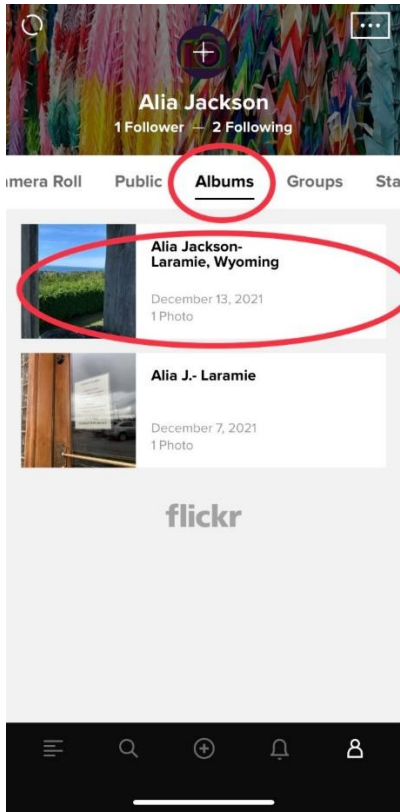 Alia Jackson
1 Follower — 2 Following
mera Roll Public Albums Groups Sta
Alia Jackson-
Laramie, Wyoming
December 13, 2021
1 Photo
Alia J.- Laramie
December 7, 2021
1 Photo
flickr